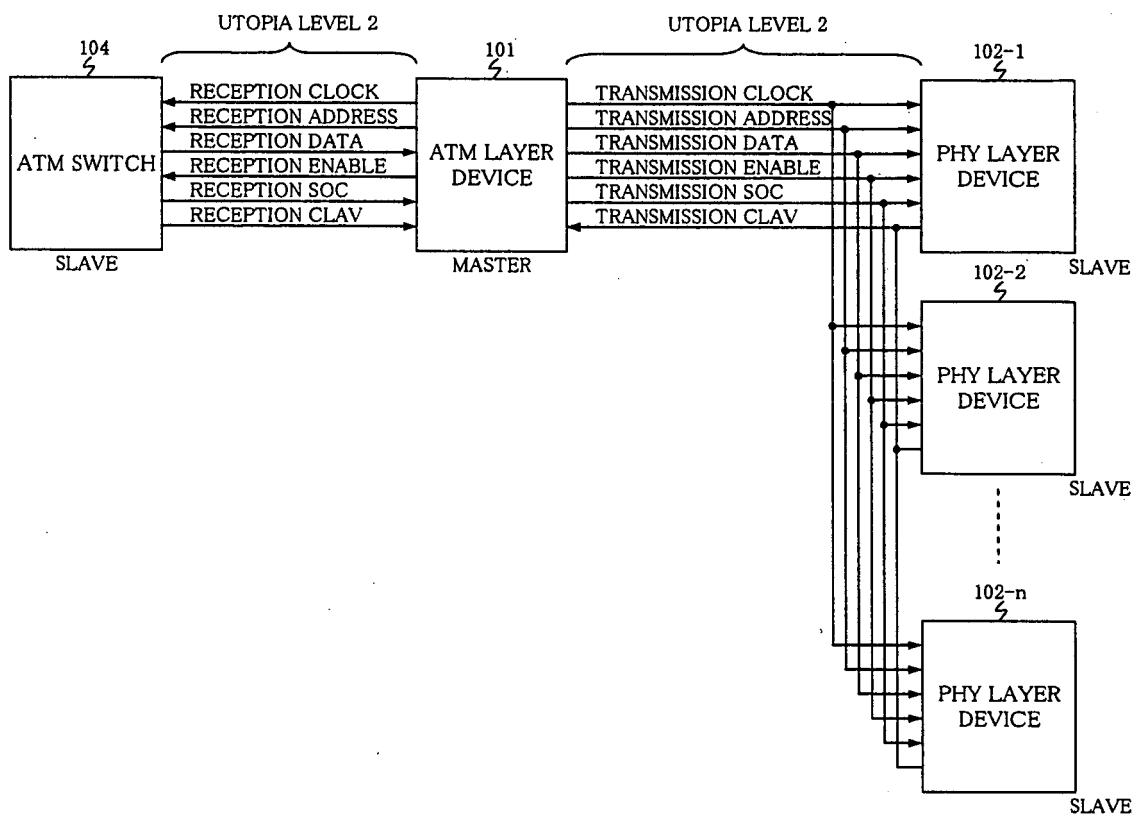 UTOPIA LEVEL 2
UTOPIA LEVEL 2
104
101
102-1
RECEPTION CLOCK
RECEPTION ADDRESS
RECEPTION DATA
RECEPTION ENABLE
RECEPTION SOC
RECEPTION CLAV
TRANSMISSION CLOCK
TRANSMISSION ADDRESS
TRANSMISSION DATA
TRANSMISSION ENABLE
TRANSMISSION SOC
TRANSMISSION CLAV
ATM SWITCH
ATM LAYER
DEVICE
PHY LAYER
DEVICE
SLAVE
MASTER
SLAVE
102-2
PHY LAYER
DEVICE
SLAVE
102-n
PHY LAYER
DEVICE
SLAVE